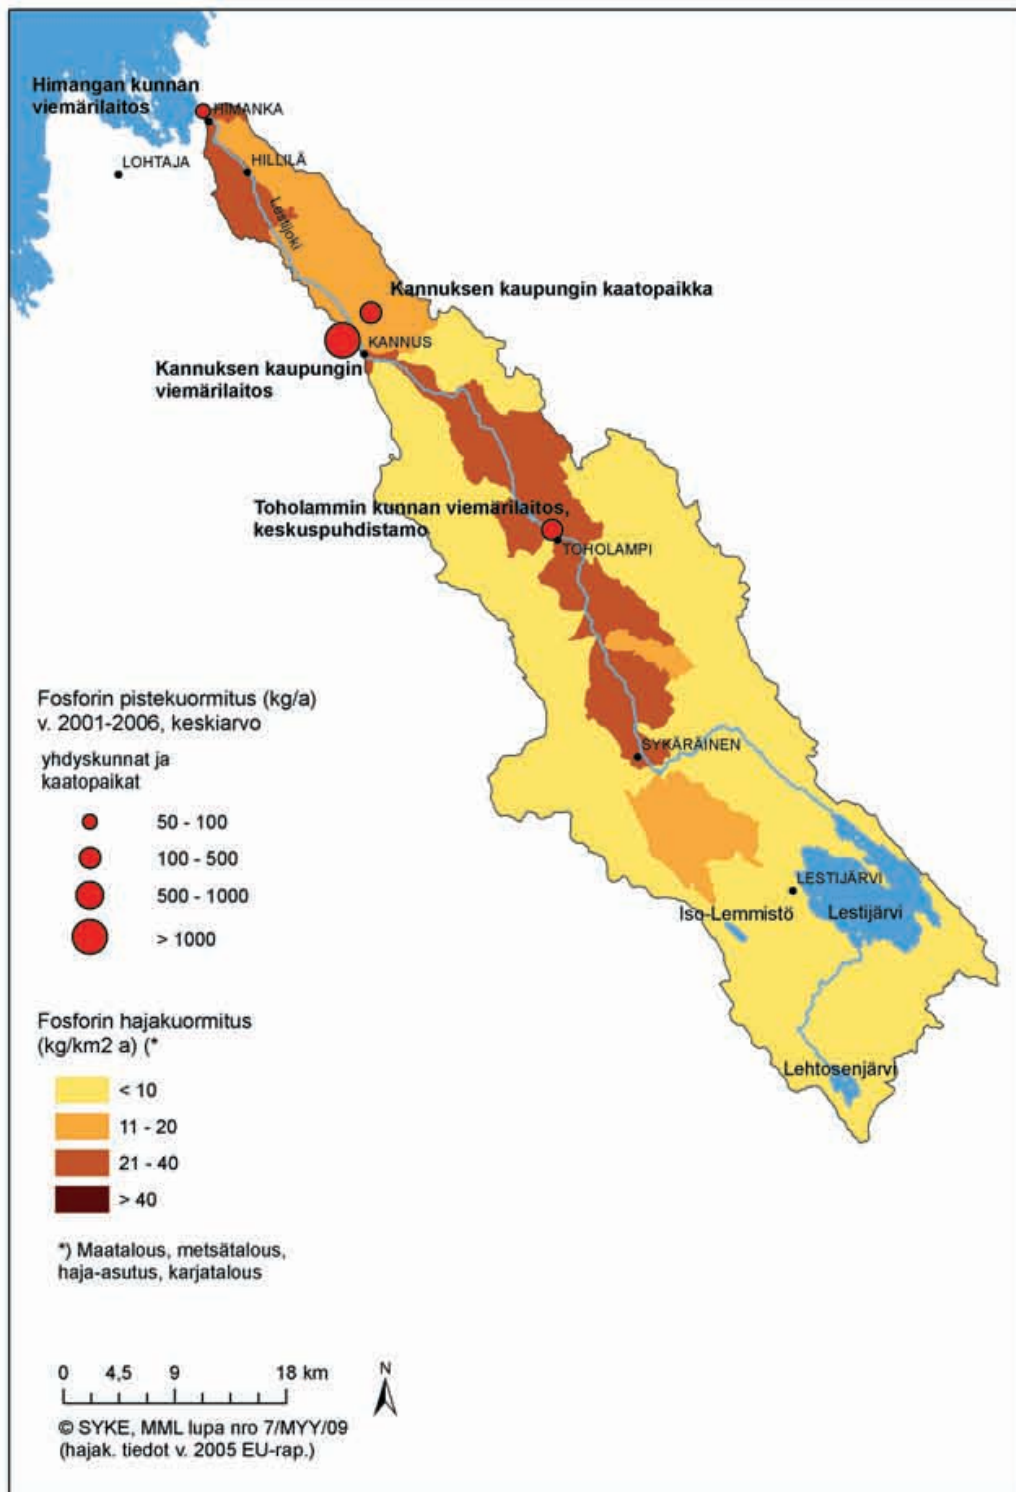 Himangan kunnan
viemärilaitos
HIMANKA
LOHTAJA
HILLILÄ
Lestijoki
Kannuksen kaupungin kaatopaikka
KANNUS
Kannuksen kaupungin
viemärilaitos
Toholammin kunnan viemärilaitos,
keskuspuhdistamo
TOHOLAMPI
SYKÄRÄINEN
LESTIJÄRVI
Iso-Lemmistö
Lestijärvi
Lehtosenjärvi
Fosforin pistekuormitus (kg/a)
v. 2001-2006, keskiarvo
yhdyskunnat ja
kaatopaikat
50 - 100
100 - 500
500 - 1000
> 1000
Fosforin hajakuormitus
(kg/km2 a) (*
< 10
11 - 20
21 - 40
> 40
*) Maatalous, metsätalous,
haja-asutus, karjatalous
0 4,5 9 18 km
N
© SYKE, MML lupa nro 7/MYY/09
(hajak. tiedot v. 2005 EU-rap.)